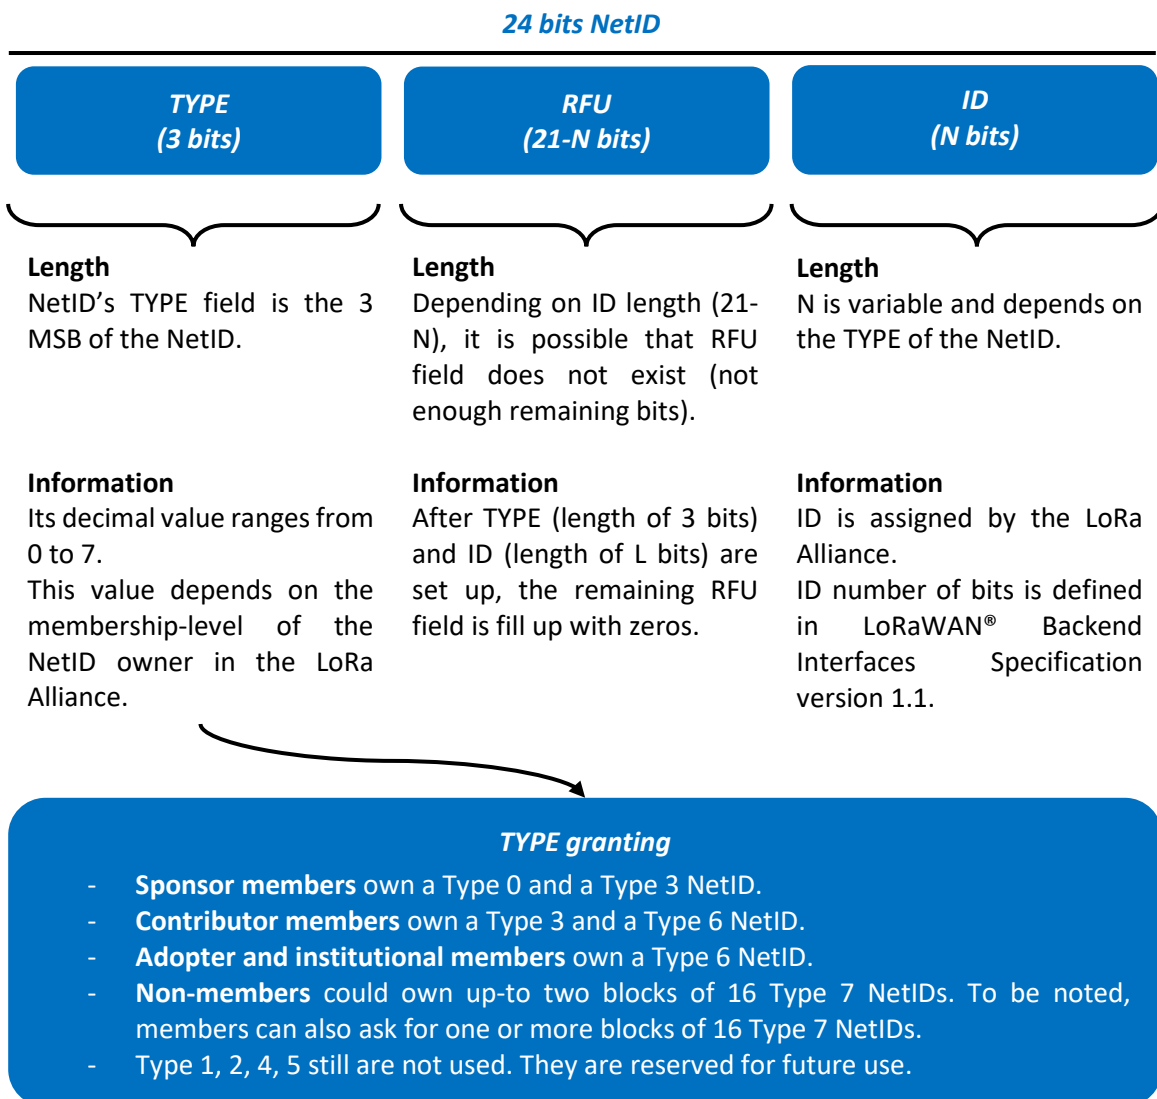 24 bits NetID
TYPE
(3 bits)
RFU
(21-N bits)
ID
(N bits)
Length
NetID’s TYPE field is the 3
MSB of the NetID.
Information
Its decimal value ranges from
0 to 7.
This value depends on the
membership-level of the
NetID owner in the LoRa
Alliance.
Length
Depending on ID length (21-
N), it is possible that RFU
field does not exist (not
enough remaining bits).
Information
After TYPE (length of 3 bits)
and ID (length of L bits) are
set up, the remaining RFU
field is fill up with zeros.
Length
N is variable and depends on
the TYPE of the NetID.
Information
ID is assigned by the LoRa
Alliance.
ID number of bits is defined
in LoRaWAN® Backend
Interfaces Specification
version 1.1.
TYPE granting
- Sponsor members own a Type 0 and a Type 3 NetID.
- Contributor members own a Type 3 and a Type 6 NetID.
- Adopter and institutional members own a Type 6 NetID.
- Non-members could own up-to two blocks of 16 Type 7 NetIDs. To be noted,
members can also ask for one or more blocks of 16 Type 7 NetIDs.
- Type 1, 2, 4, 5 still are not used. They are reserved for future use.